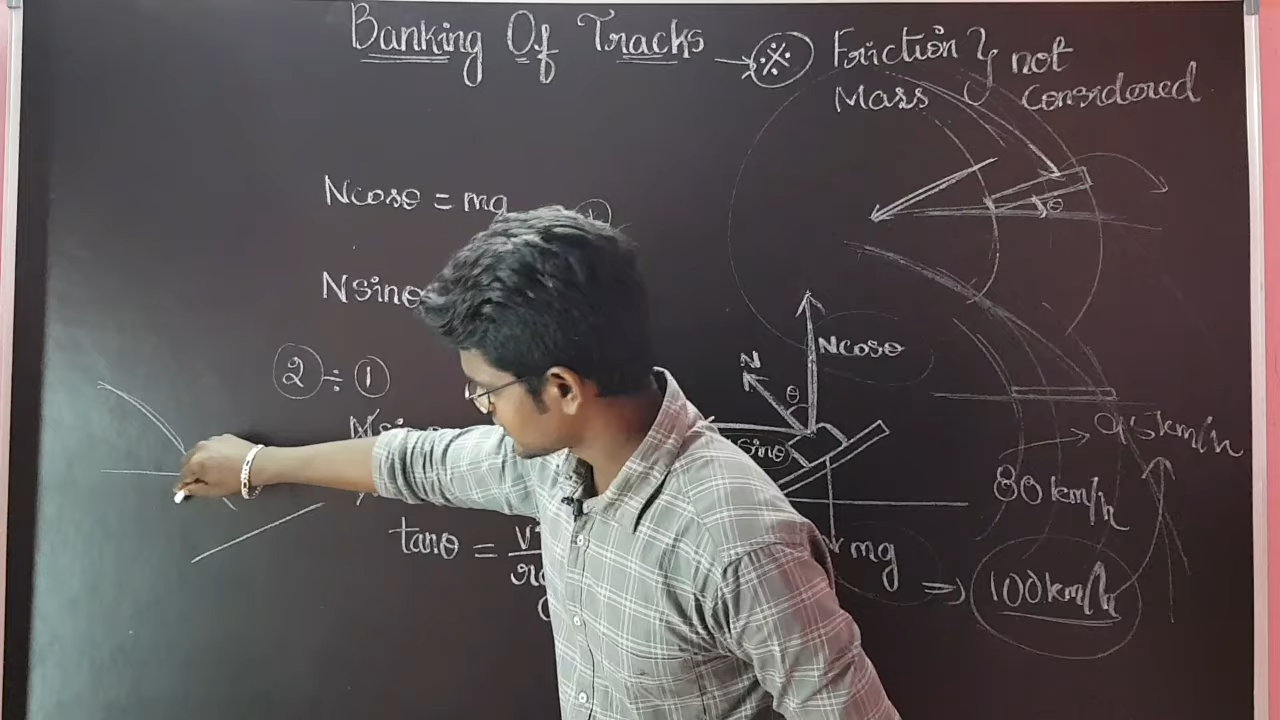 Banking Of Tracks → ※ Friction } not
Mass } considered
Ncosθ = mg
Nsinθ
2 ÷ 1
tanθ = v
θ
N
θ
Ncosθ
sinθ
mg
95km/h
80 km/h
⇒ 100km/h